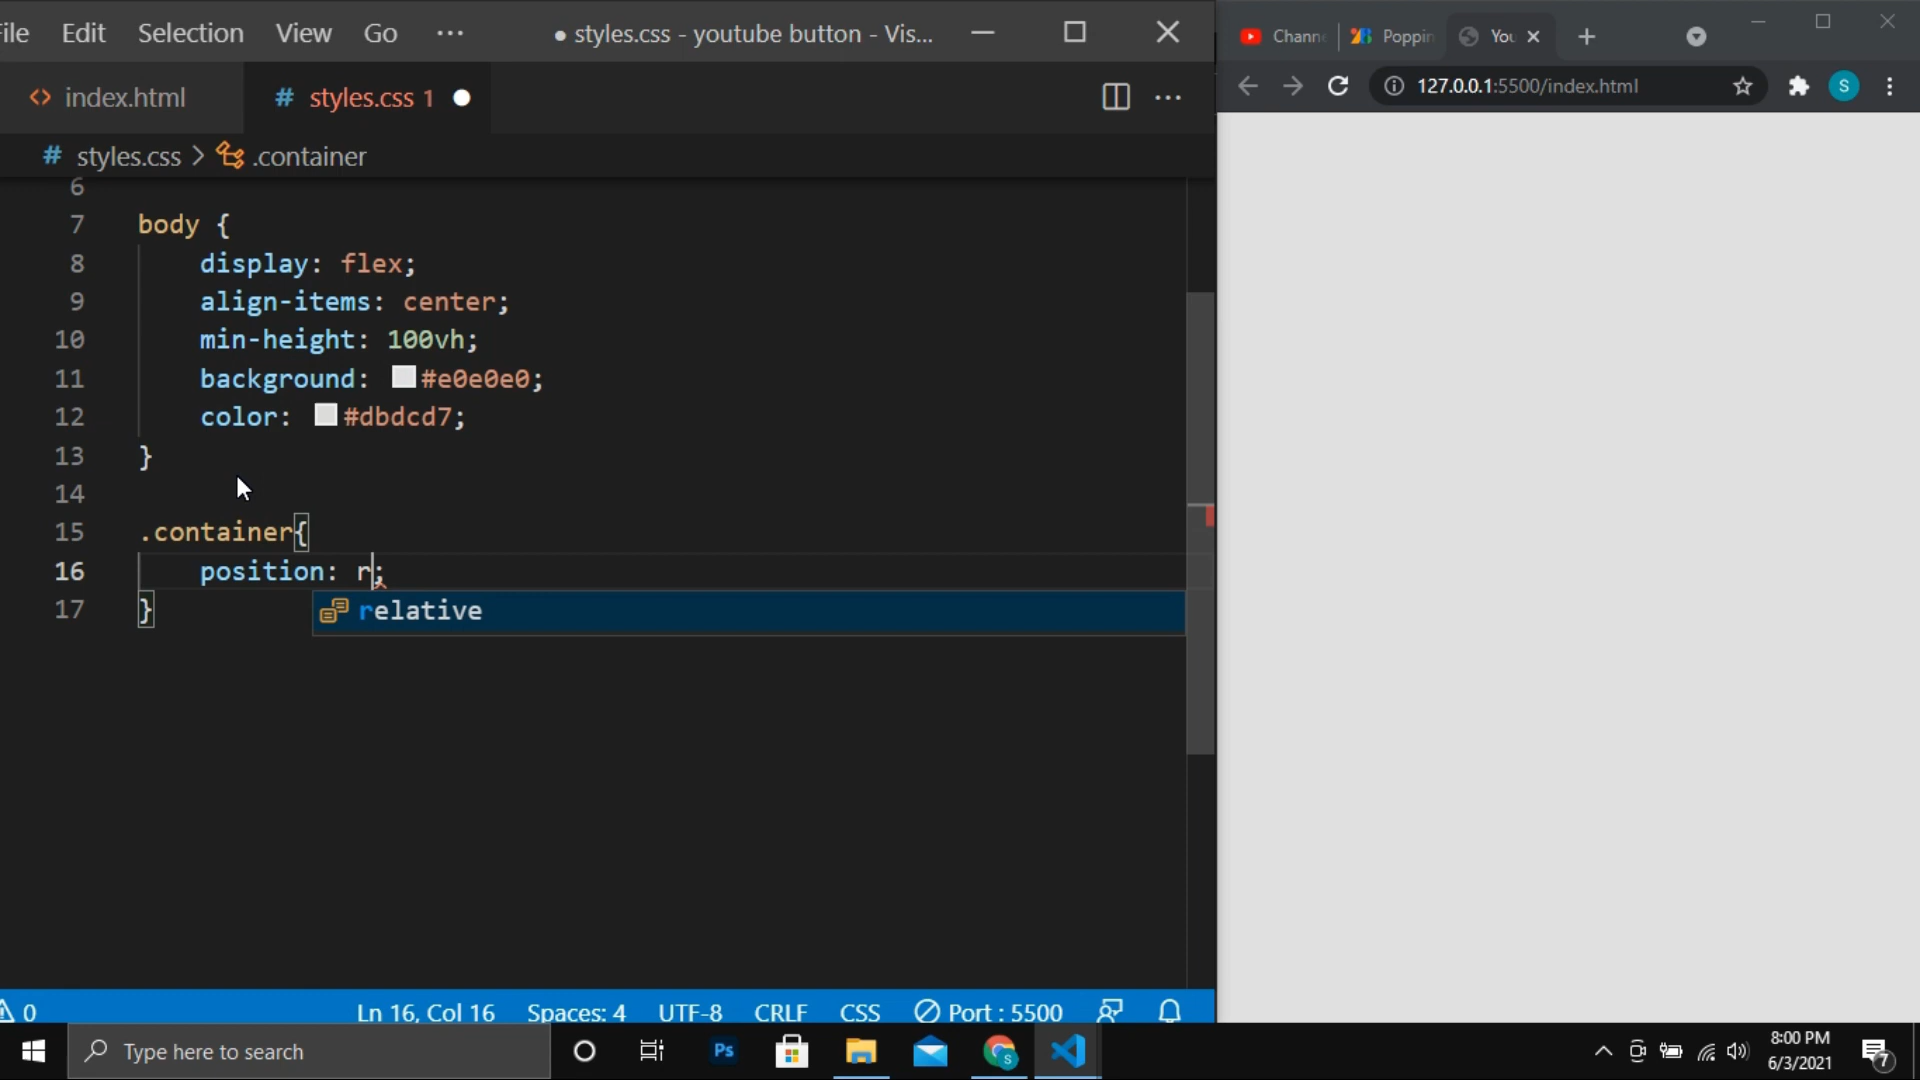 File Edit Selection View Go ··· ● styles.css - youtube button - Vis...
Chann Poppin You
127.0.0.1:5500/index.html
S
<> index.html # styles.css 1
# styles.css > .container
6
7 body {
8 display: flex;
9 align-items: center;
10 min-height: 100vh;
11 background: #e0e0e0;
12 color: #dbdcd7;
13 }
14
15 .container{
16 position: r;
17 }
relative
0 Ln 16, Col 16 Spaces: 4 UTF-8 CRLF CSS Port : 5500
Type here to search
Ps
S
8:00 PM
6/3/2021
7